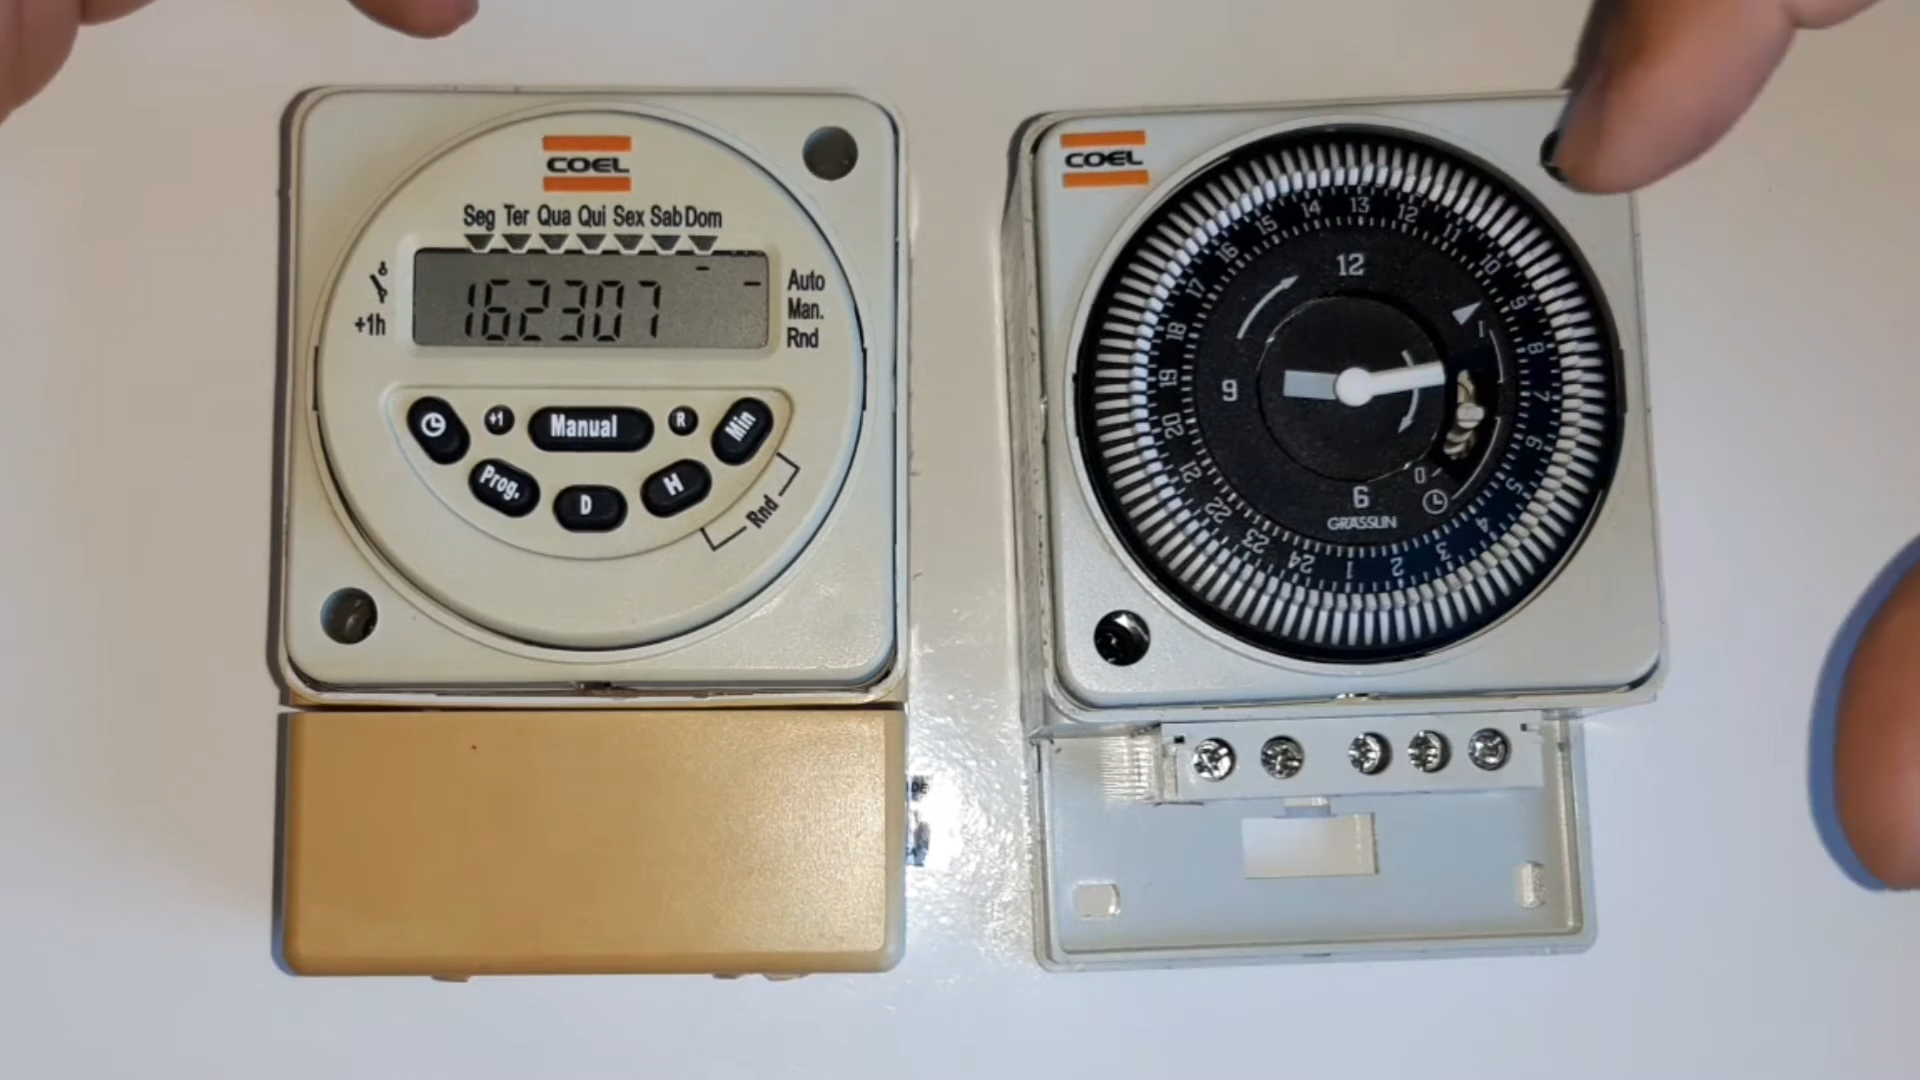 COEL
Seg Ter Qua Qui Sex Sab Dom
162307
+1h
Auto
Man.
Rnd
+1 Manual R Min
Prog. D H
Rnd
COEL
15 14 13 12 11 10 9 8 7 6 5 4 3 2 1 24 23 22 21 20 19 18 17 16
12
9
6
I
0
GRÄSSLIN